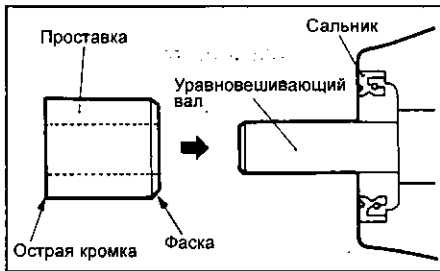 Проставка
Сальник
Уравновешивающий
вал
Острая кромка
Фаска